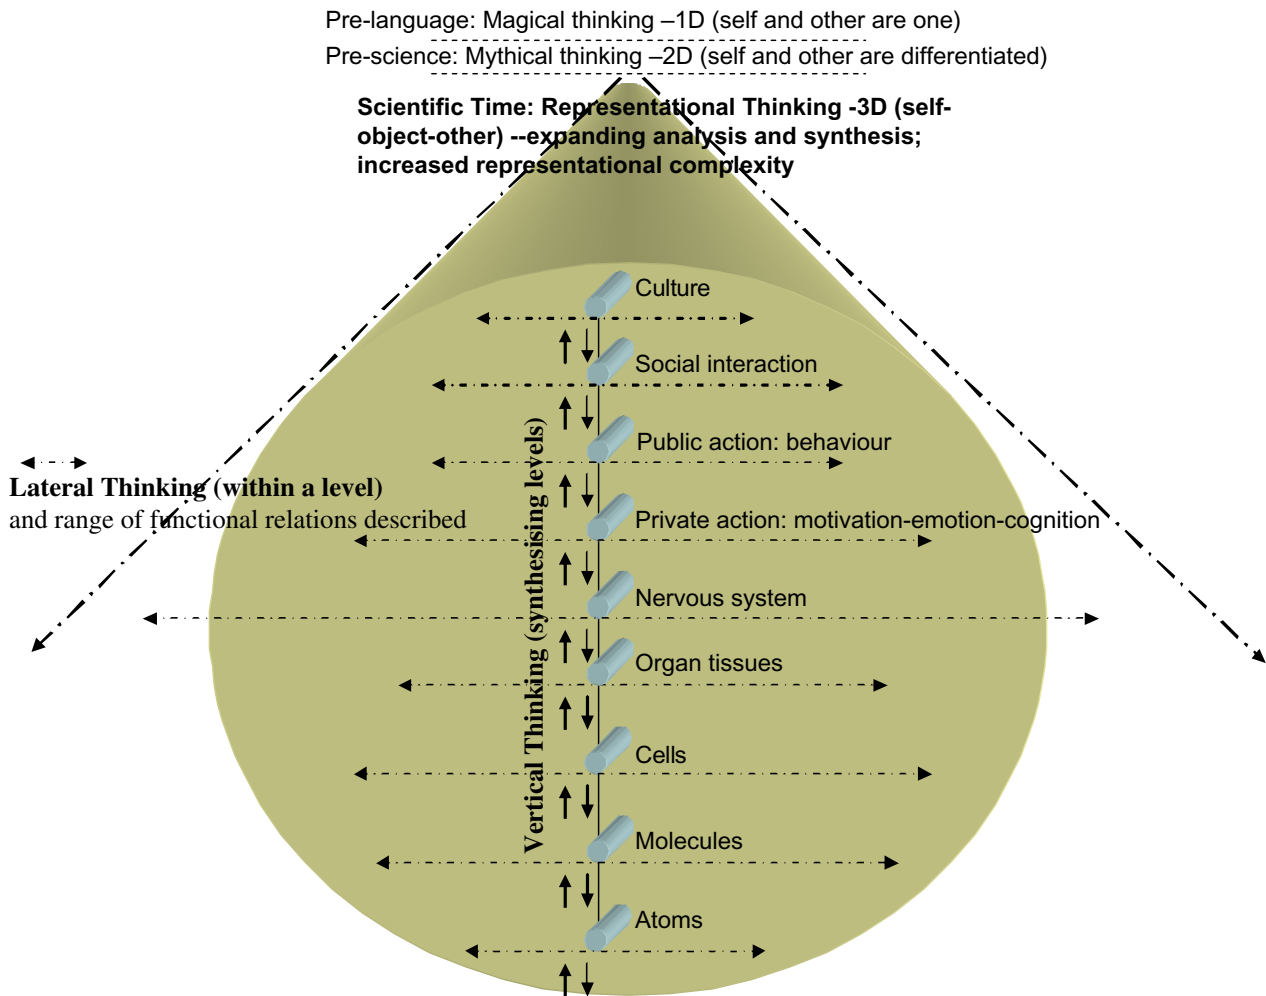 Pre-language: Magical thinking –1D (self and other are one)
Pre-science: Mythical thinking –2D (self and other are differentiated)
Scientific Time: Representational Thinking -3D (self-
object-other) --expanding analysis and synthesis;
increased representational complexity
Culture
Social interaction
Public action: behaviour
Lateral Thinking (within a level)
and range of functional relations described
Private action: motivation-emotion-cognition
Vertical Thinking (synthesising levels)
Nervous system
Organ tissues
Cells
Molecules
Atoms